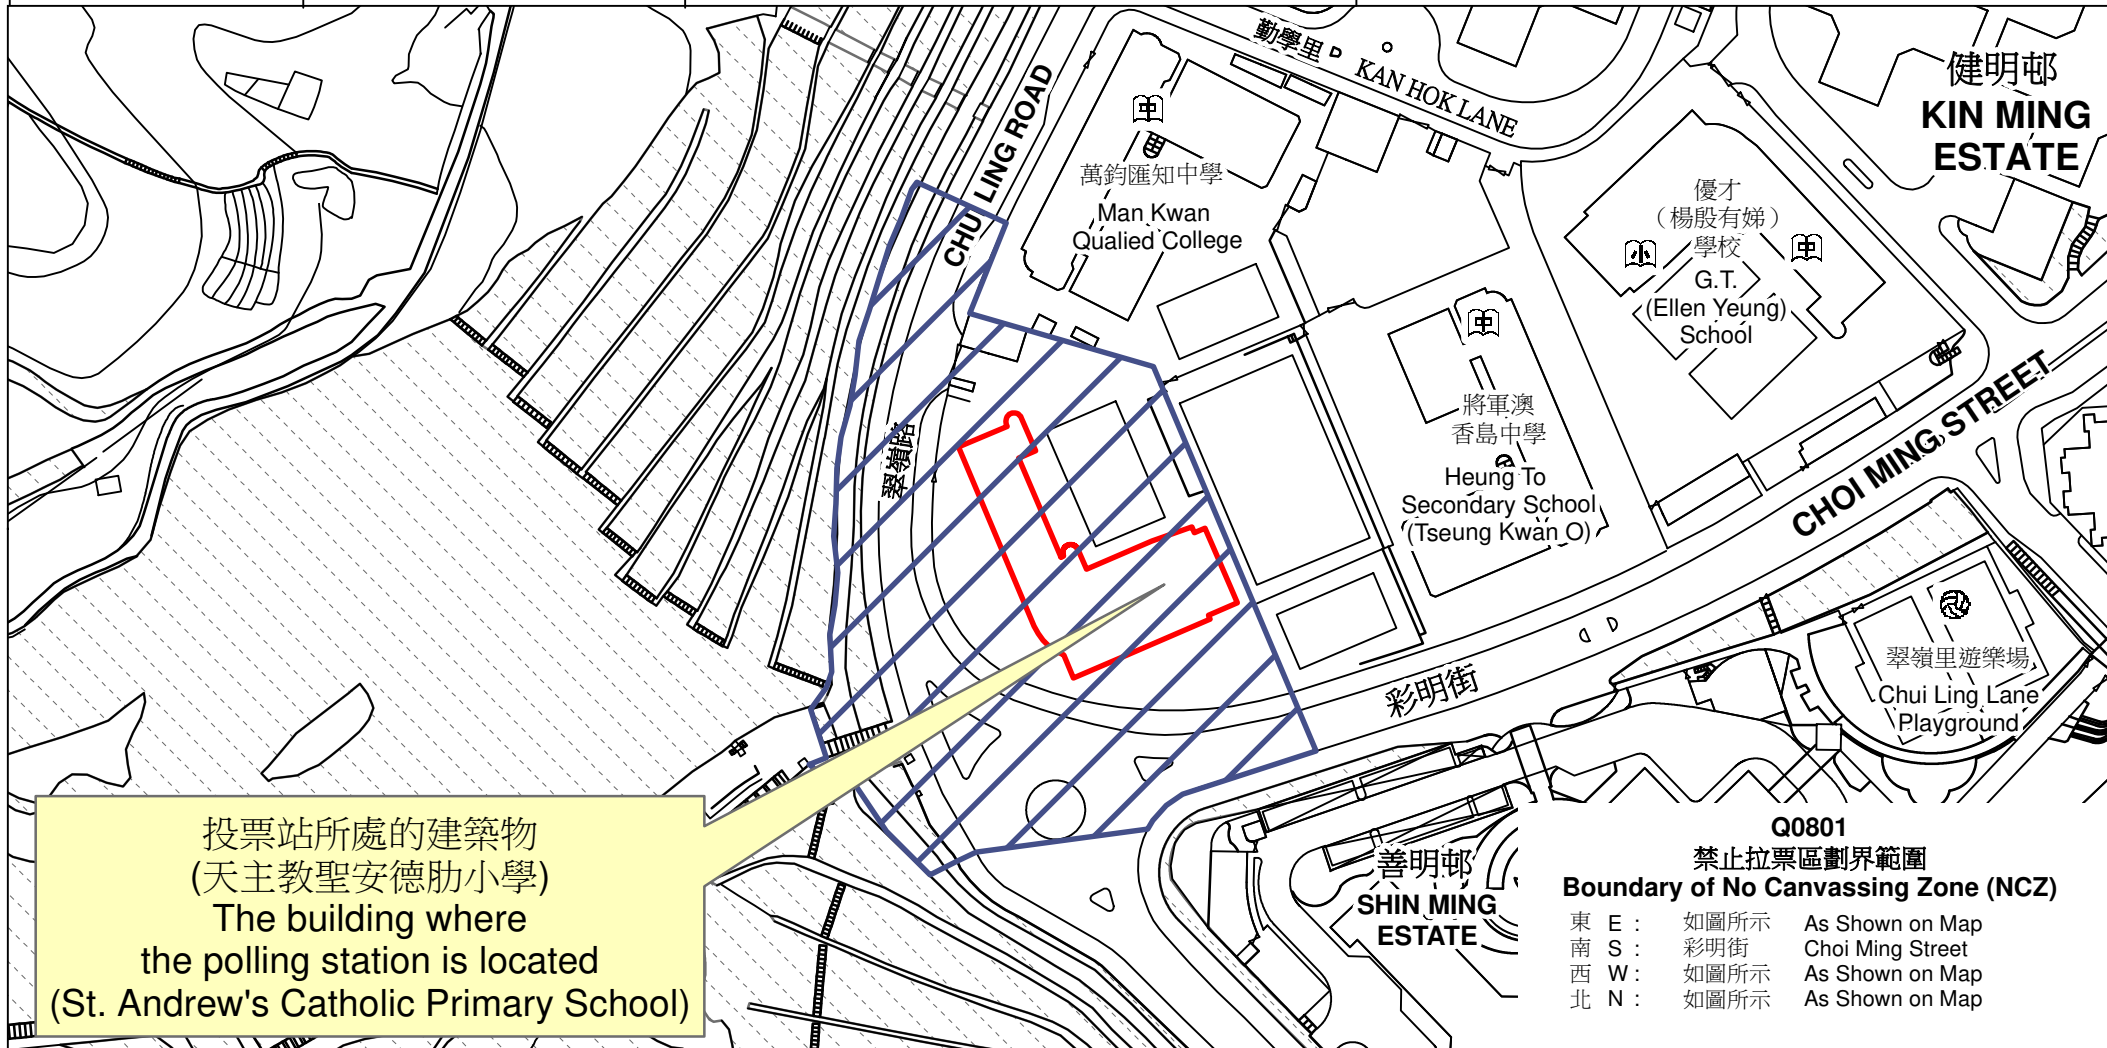 勤學里
KAN HOK LANE
健明邨
KIN MING
ESTATE
CHUI LING ROAD
萬鈞匯知中學
Man Kwan
Qualied College
優才
(楊殷有娣)
學校
G.T.
(Ellen Yeung)
School
將軍澳
香島中學
Heung To
Secondary School
(Tseung Kwan O)
翠嶺路
CHOI MING STREET
彩明街
翠嶺里遊樂場
Chui Ling Lane
Playground
善明邨
SHIN MING
ESTATE
投票站所處的建築物
(天主教聖安德肋小學)
The building where
the polling station is located
(St. Andrew's Catholic Primary School)
Q0801
禁止拉票區劃界範圍
Boundary of No Canvassing Zone (NCZ)
東 E : 如圖所示 As Shown on Map
南 S : 彩明街 Choi Ming Street
西 W : 如圖所示 As Shown on Map
北 N : 如圖所示 As Shown on Map
中
小
中
中